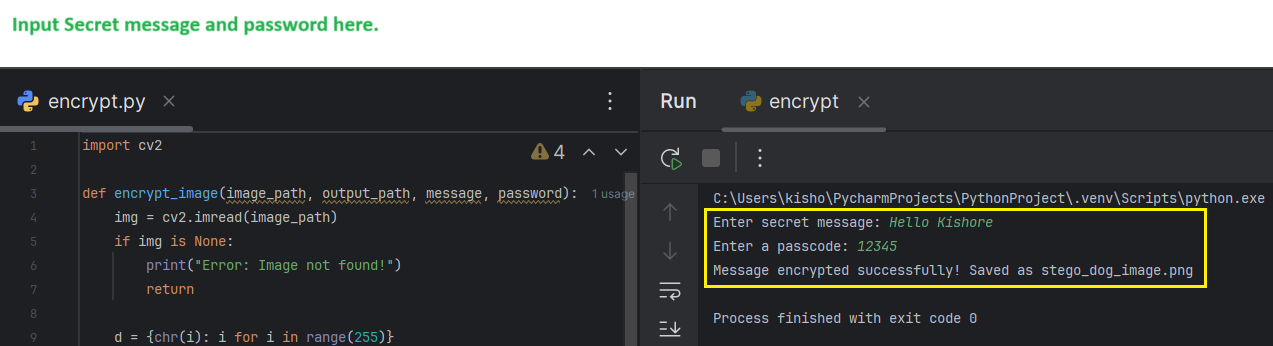 Input Secret message and password here.
encrypt.py
4
1 import cv2
2
3 def encrypt_image(image_path, output_path, message, password): 1 usage
4 img = cv2.imread(image_path)
5 if img is None:
6 print("Error: Image not found!")
7 return
8
9 d = {chr(i): i for i in range(255)}
Run encrypt
C:\Users\kisho\PycharmProjects\PythonProject\.venv\Scripts\python.exe
Enter secret message: Hello Kishore
Enter a passcode: 12345
Message encrypted successfully! Saved as stego_dog_image.png
Process finished with exit code 0